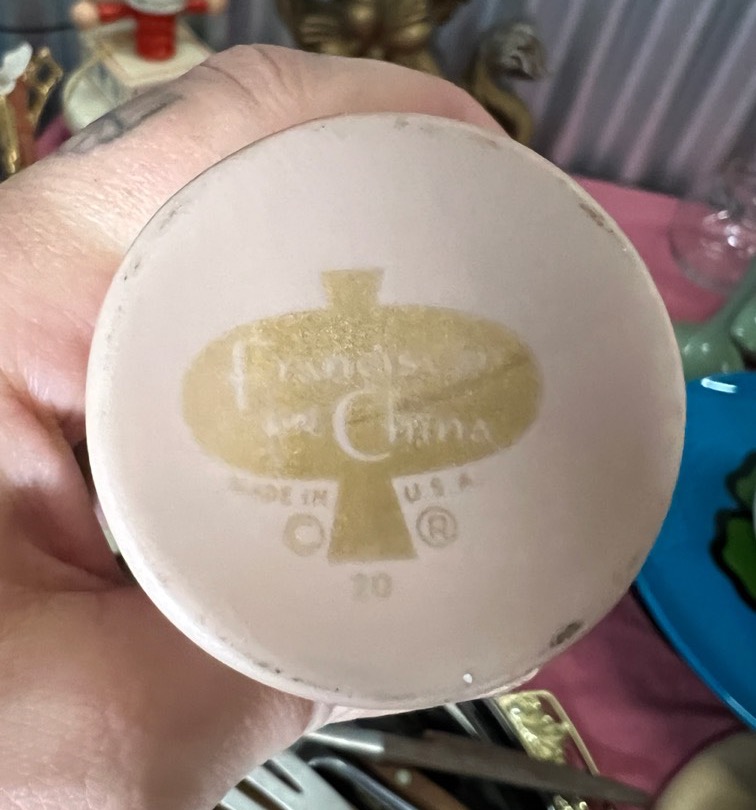 Franciscan
fine China
MADE IN U.S.A.
© ®
20